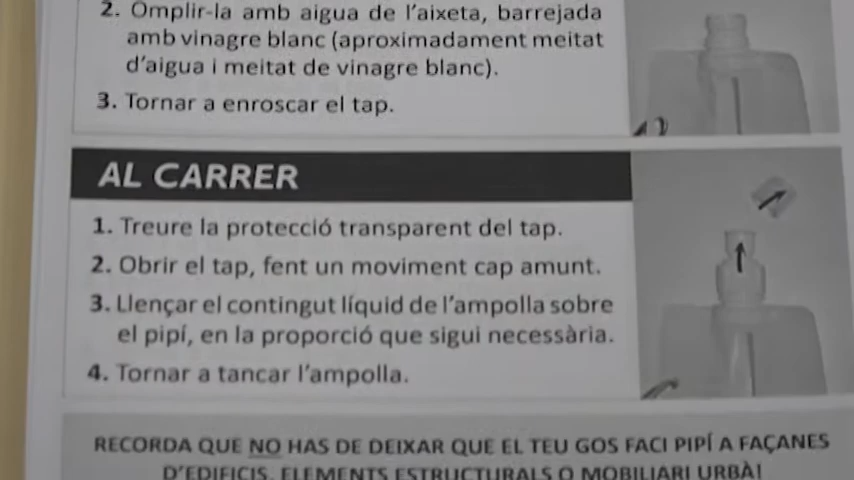 2. Omplir-la amb aigua de l'aixeta, barrejada
amb vinagre blanc (aproximadament meitat
d'aigua i meitat de vinagre blanc).
3. Tornar a enroscar el tap.
AL CARRER
1. Treure la protecció transparent del tap.
2. Obrir el tap, fent un moviment cap amunt.
3. Llençar el contingut líquid de l'ampolla sobre
el pipí, en la proporció que sigui necessària.
4. Tornar a tancar l'ampolla.
RECORDA QUE NO HAS DE DEIXAR QUE EL TEU GOS FACI PIPÍ A FAÇANES
D'EDIFICIS, ELEMENTS ESTRUCTURALS O MOBILIARI URBÀ!